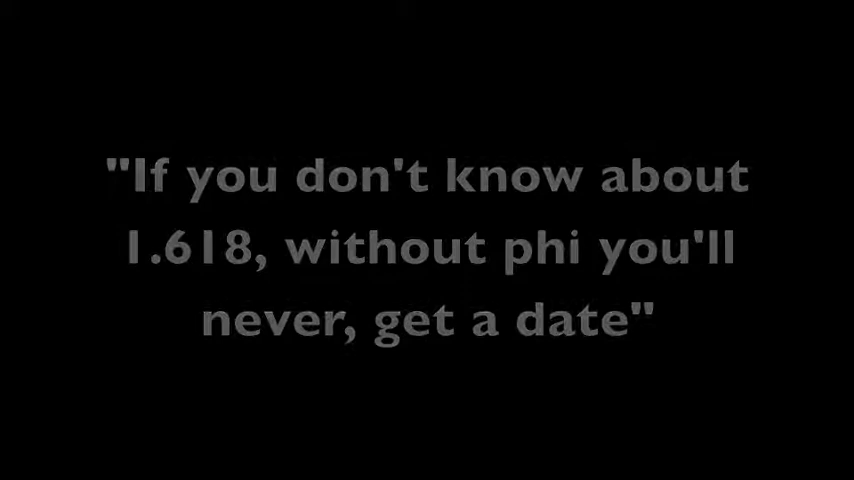 "If you don't know about
1.618, without phi you'll
never, get a date"